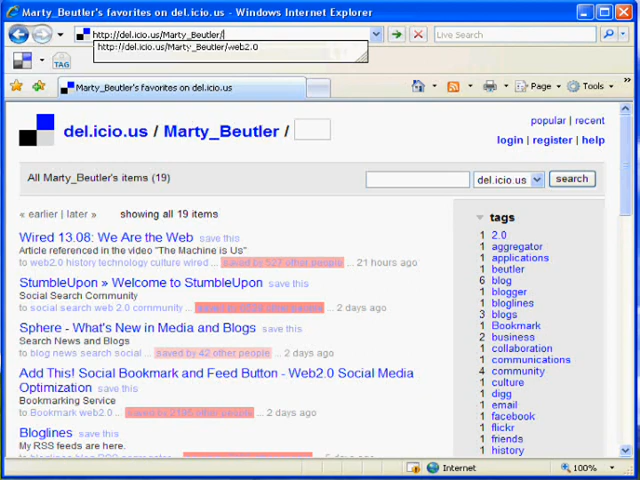 Marty_Beutler's favorites on del.icio.us - Windows Internet Explorer
http://del.icio.us/Marty_Beutler/
Live Search
http://del.icio.us/Marty_Beutler/web2.0
TAG
Marty_Beutler's favorites on del.icio.us
Page
Tools
del.icio.us / Marty_Beutler /
popular | recent
login | register | help
All Marty_Beutler's items (19)
del.icio.us
search
« earlier | later »
showing all 19 items
Wired 13.08: We Are the Web save this
Article referenced in the video "The Machine is Us"
to web2.0 history technology culture wired ... saved by 527 other people ... 21 hours ago
StumbleUpon » Welcome to StumbleUpon save this
Social Search Community
to social search web 2.0 community ... ... 2 days ago
Sphere - What's New in Media and Blogs save this
Search News and Blogs
to blog news search social ... saved by 42 other people ... 2 days ago
Add This! Social Bookmark and Feed Button - Web2.0 Social Media
Optimization save this
Bookmarking Service
to Bookmark web2.0 ... saved by 2195 other people ... 2 days ago
Bloglines save this
My RSS feeds are here.
tags
1 2.0
1 aggregator
1 applications
1 beutler
6 blog
1 blogger
1 bloglines
3 blogs
1 Bookmark
2 business
1 collaboration
1 communications
4 community
1 culture
1 digg
1 email
1 facebook
1 flickr
1 friends
1 history
Internet
100%